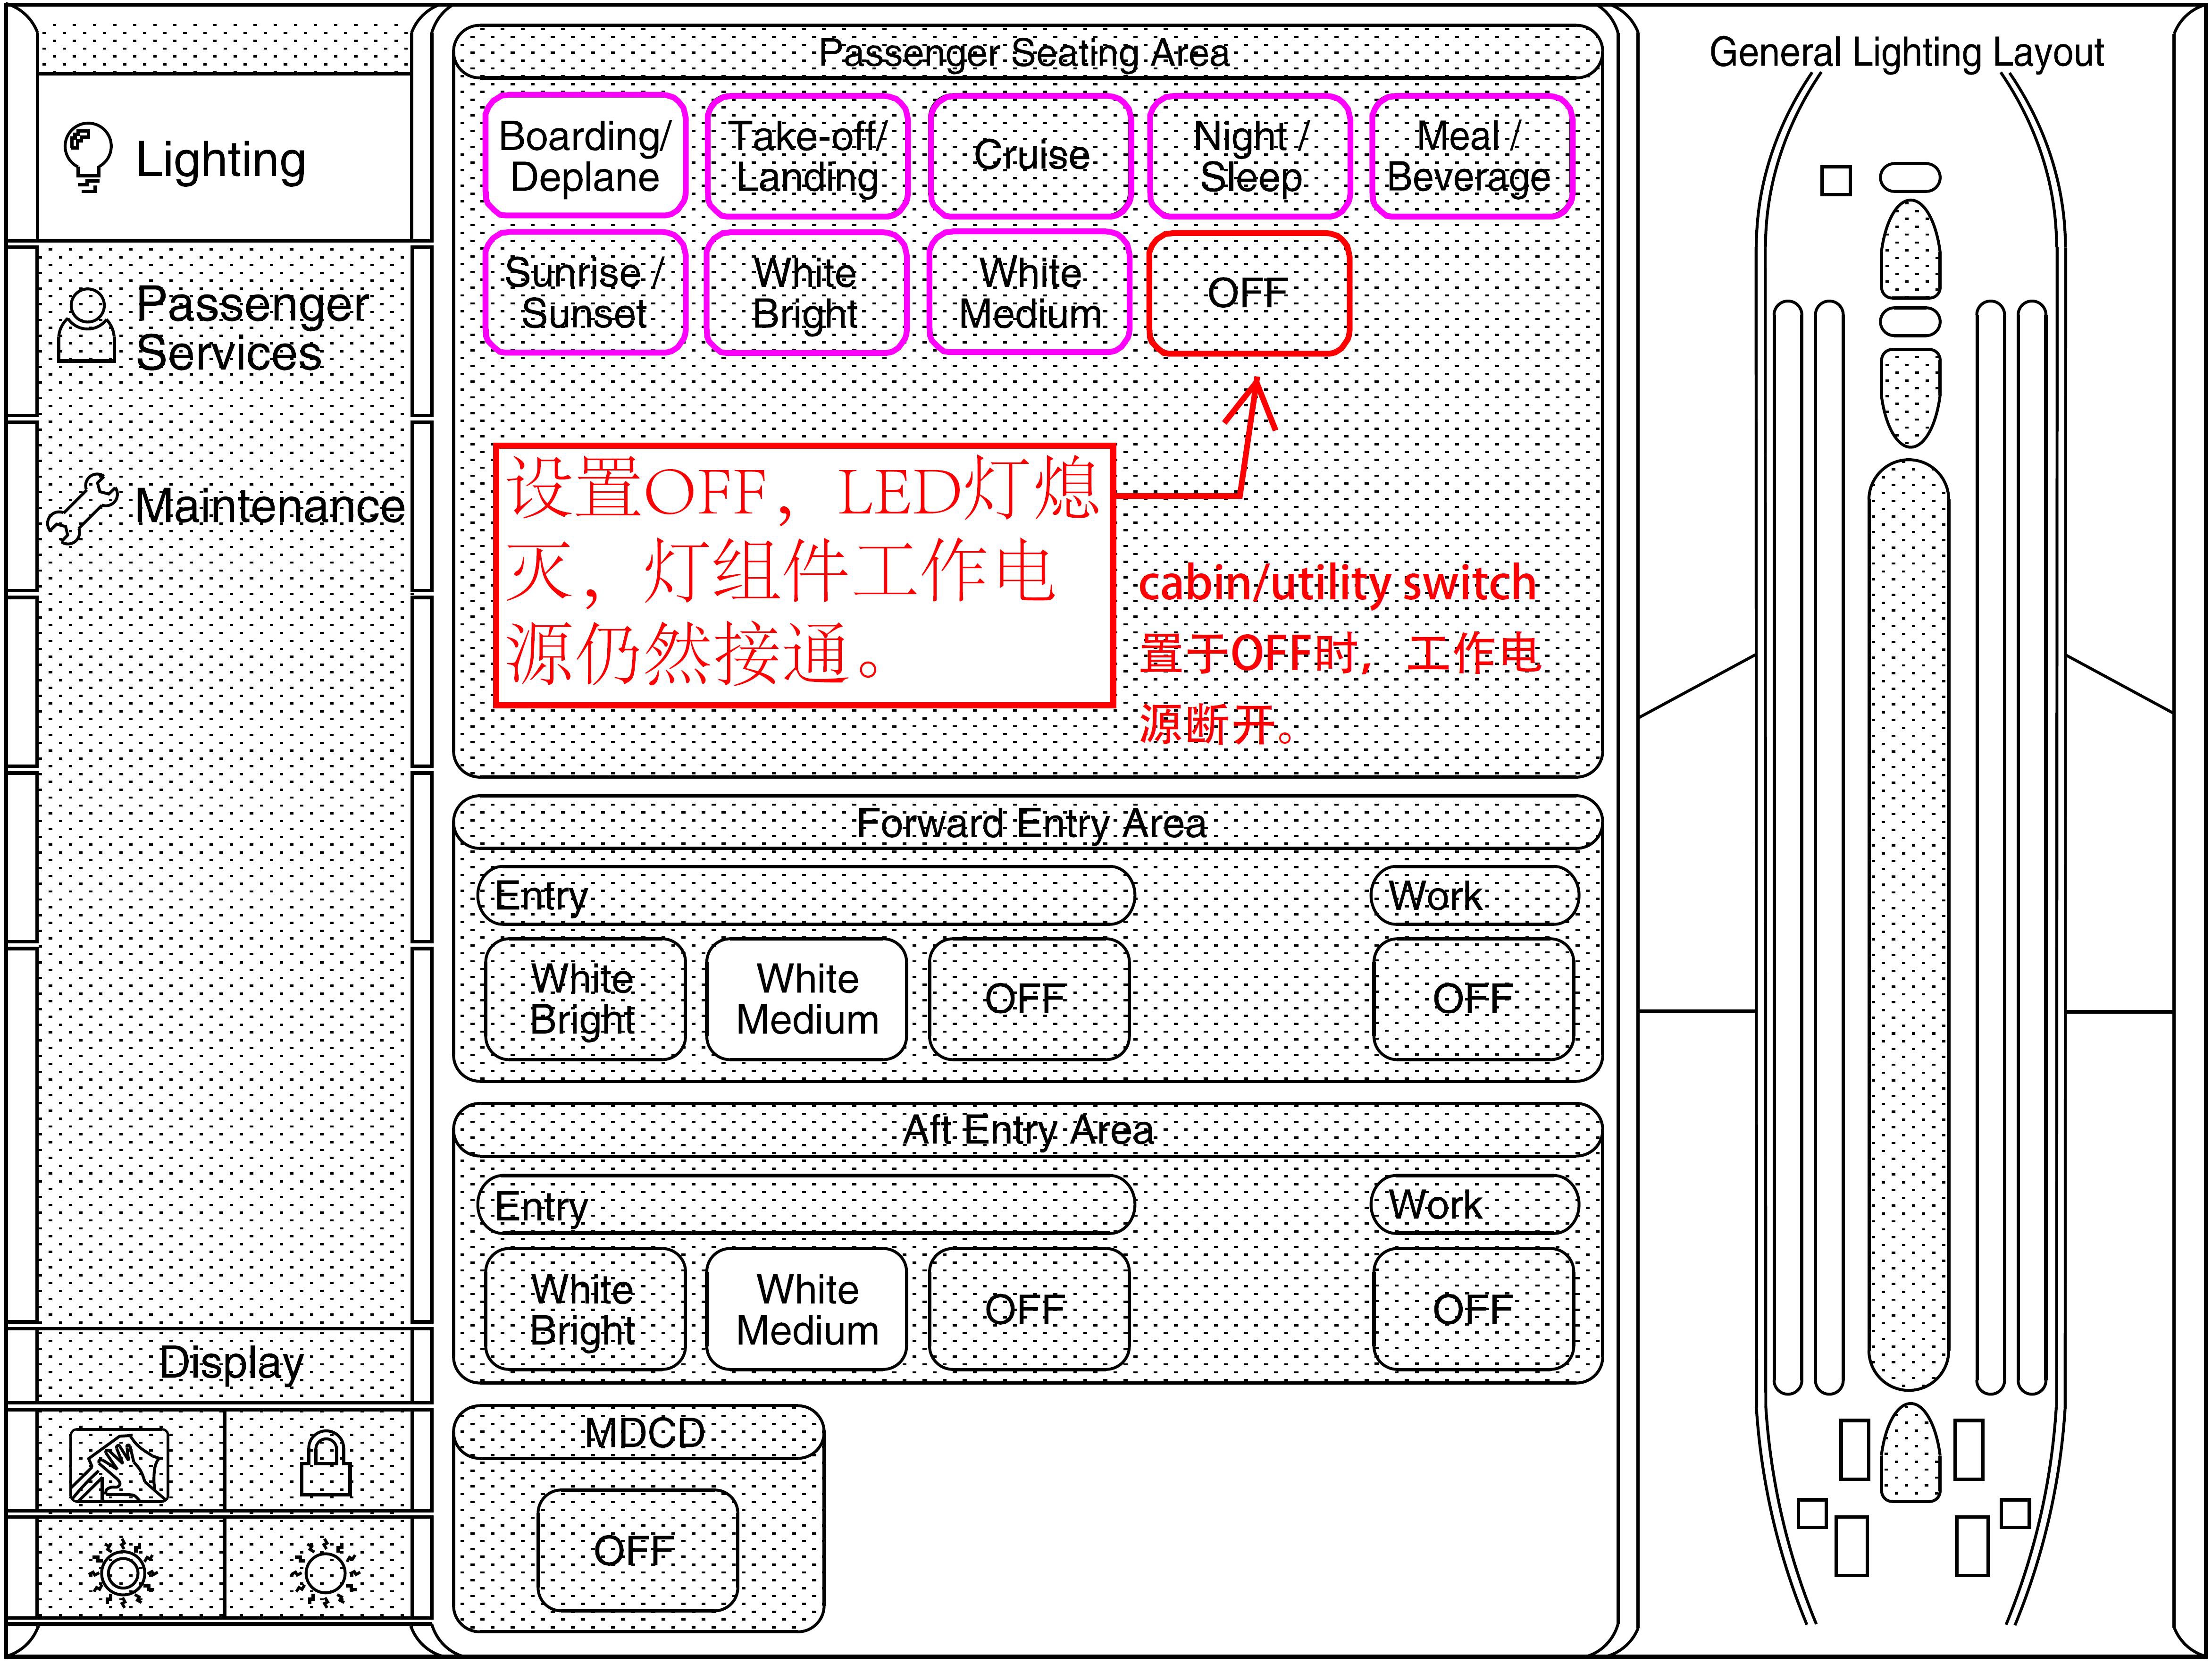 Lighting
Passenger
Services
Maintenance
Display
Passenger Seating Area
Boarding/
Deplane
Take-off/
Landing
Cruise
Night /
Sleep
Meal /
Beverage
Sunrise /
Sunset
White
Bright
White
Medium
OFF
设置OFF，LED灯熄
灭，灯组件工作电
源仍然接通。
cabin/utility switch
置于OFF时，工作电
源断开。
Forward Entry Area
Entry
Work
White
Bright
White
Medium
OFF
OFF
Aft Entry Area
Entry
Work
White
Bright
White
Medium
OFF
OFF
MDCD
OFF
General Lighting Layout